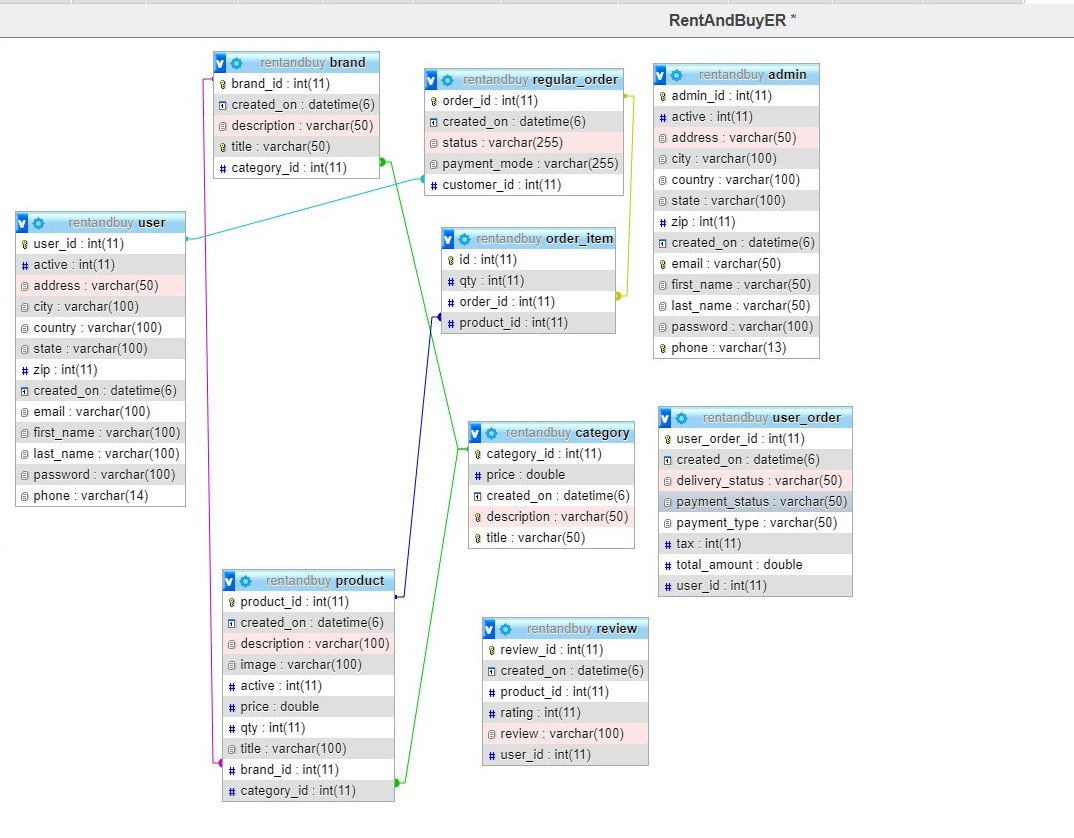 RentAndBuyER *
rentandbuy brand
brand_id : int(11)
created_on : datetime(6)
description : varchar(50)
title : varchar(50)
category_id : int(11)
rentandbuy regular_order
order_id : int(11)
created_on : datetime(6)
status : varchar(255)
payment_mode : varchar(255)
customer_id : int(11)
rentandbuy admin
admin_id : int(11)
active : int(11)
address : varchar(50)
city : varchar(100)
country : varchar(100)
state : varchar(100)
zip : int(11)
created_on : datetime(6)
email : varchar(50)
first_name : varchar(50)
last_name : varchar(50)
password : varchar(100)
phone : varchar(13)
rentandbuy user
user_id : int(11)
active : int(11)
address : varchar(50)
city : varchar(100)
country : varchar(100)
state : varchar(100)
zip : int(11)
created_on : datetime(6)
email : varchar(100)
first_name : varchar(100)
last_name : varchar(100)
password : varchar(100)
phone : varchar(14)
rentandbuy order_item
id : int(11)
qty : int(11)
order_id : int(11)
product_id : int(11)
rentandbuy category
category_id : int(11)
price : double
created_on : datetime(6)
description : varchar(50)
title : varchar(50)
rentandbuy user_order
user_order_id : int(11)
created_on : datetime(6)
delivery_status : varchar(50)
payment_status : varchar(50)
payment_type : varchar(50)
tax : int(11)
total_amount : double
user_id : int(11)
rentandbuy product
product_id : int(11)
created_on : datetime(6)
description : varchar(100)
image : varchar(100)
active : int(11)
price : double
qty : int(11)
title : varchar(100)
brand_id : int(11)
category_id : int(11)
rentandbuy review
review_id : int(11)
created_on : datetime(6)
product_id : int(11)
rating : int(11)
review : varchar(100)
user_id : int(11)